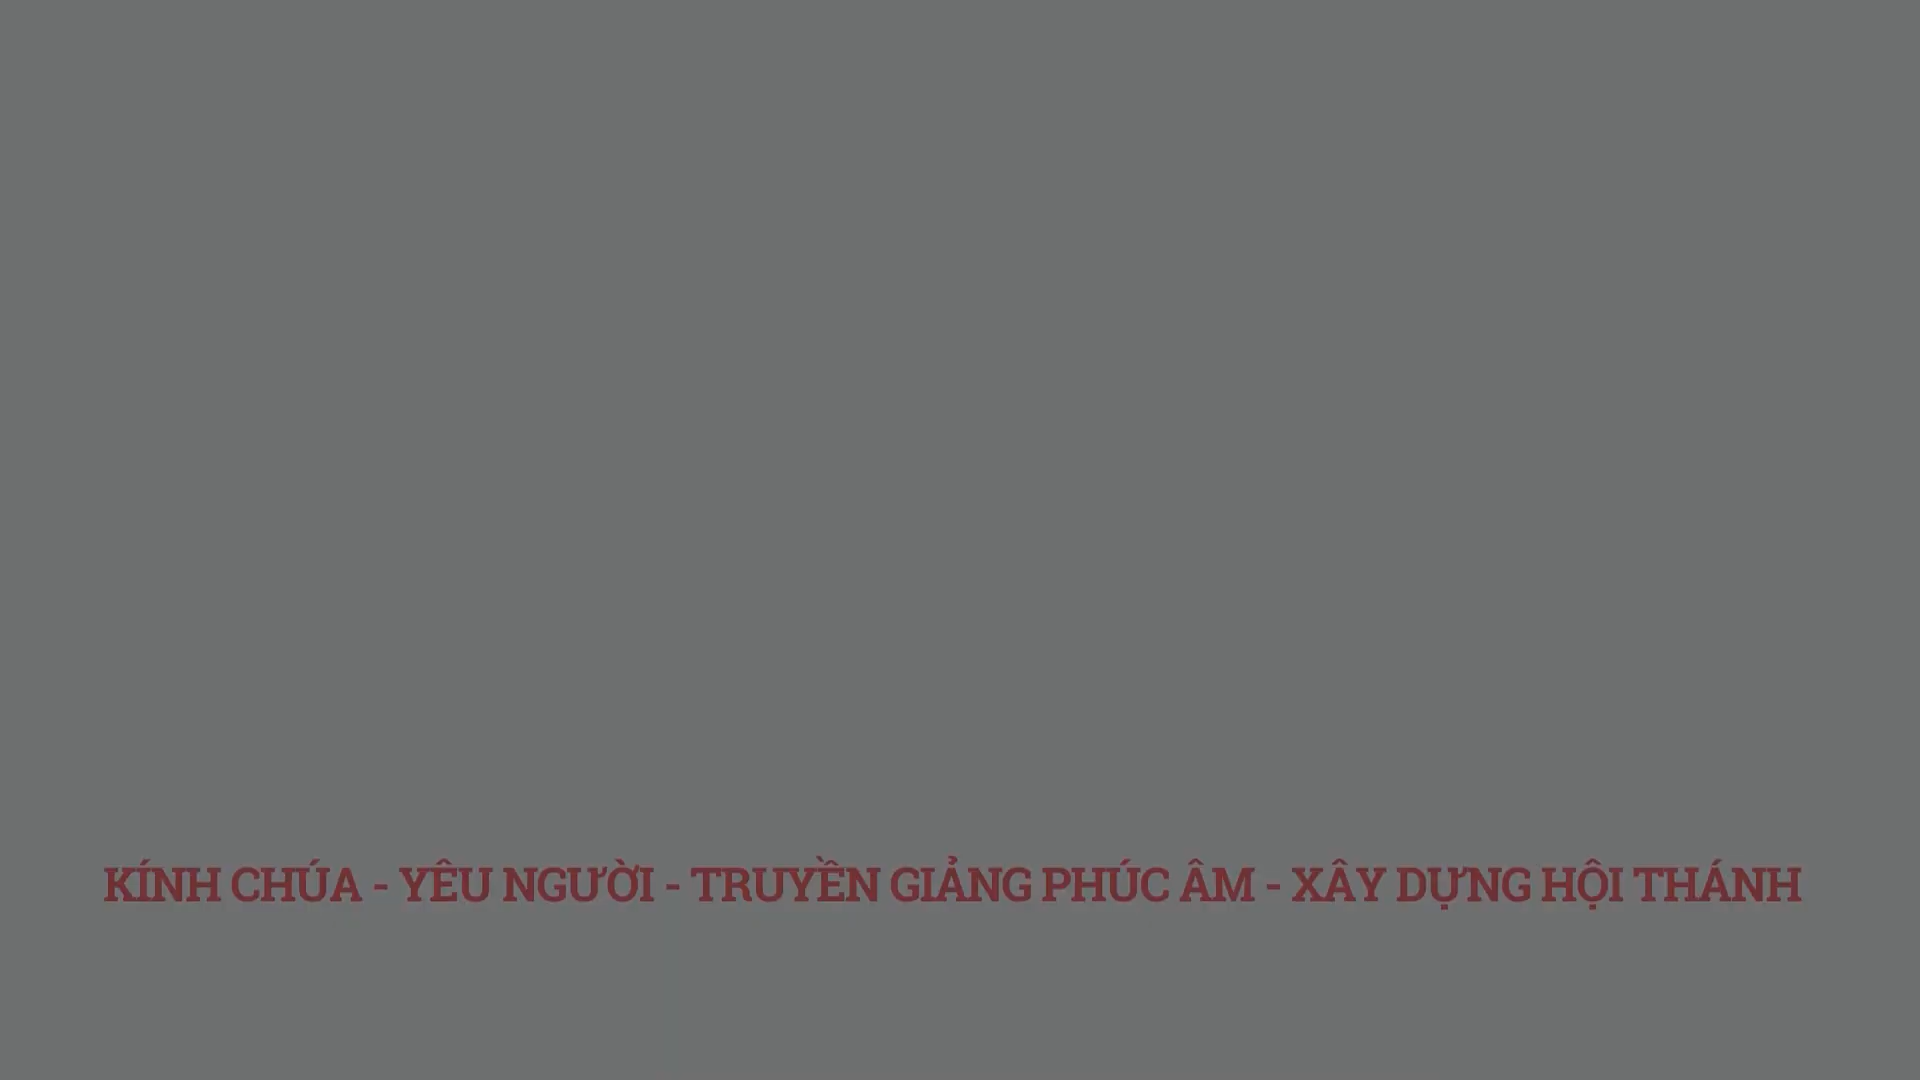 KÍNH CHÚA - YÊU NGƯỜI - TRUYỀN GIẢNG PHÚC ÂM - XÂY DỰNG HỘI THÁNH